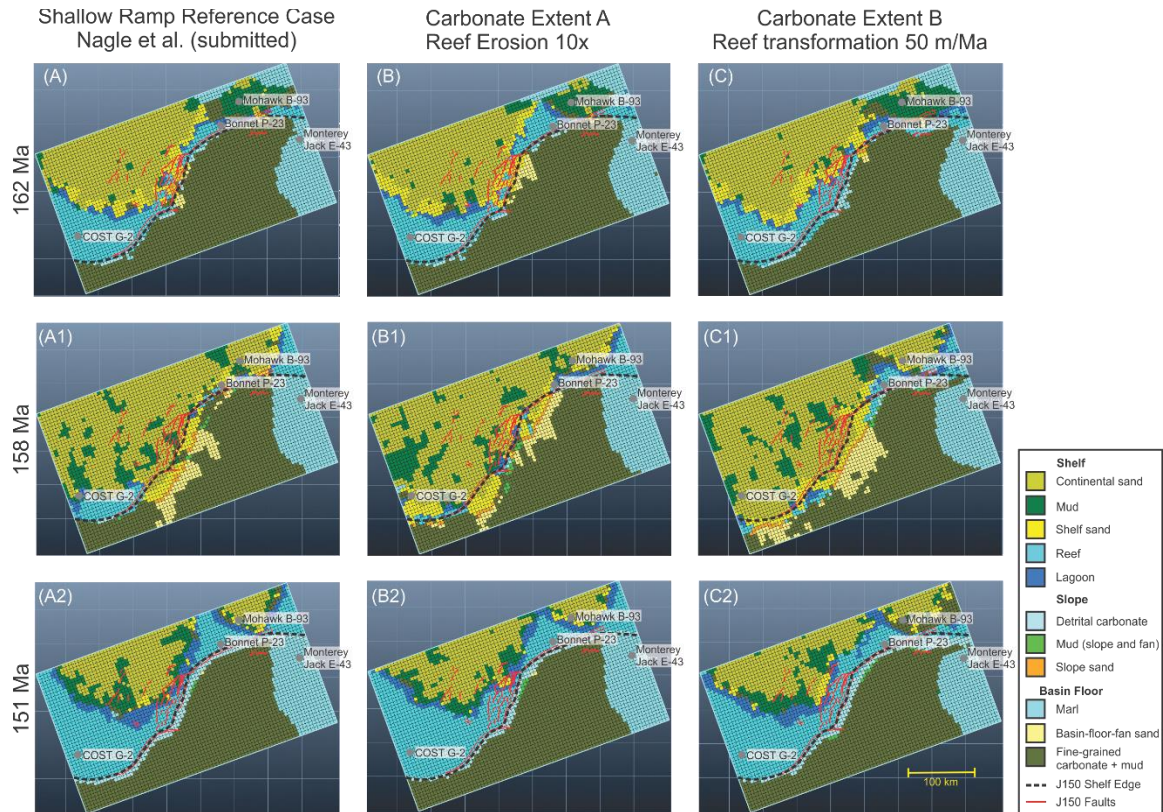 Shallow Ramp Reference Case
Nagle et al. (submitted)
Carbonate Extent A
Reef Erosion 10x
Carbonate Extent B
Reef transformation 50 m/Ma
162 Ma
(A)
Mohawk B-93
Bonnet P-23
Monterey
Jack E-43
COST G-2
(B)
Mohawk B-93
Bonnet P-23
Monterey
Jack E-43
COST G-2
(C)
Mohawk B-93
Bonnet P-23
Monterey
Jack E-43
COST G-2
158 Ma
(A1)
Mohawk B-93
Bonnet P-23
Monterey
Jack E-43
COST G-2
(B1)
Mohawk B-93
Bonnet P-23
Monterey
Jack E-43
COST G-2
(C1)
Mohawk B-93
Bonnet P-23
Monterey
Jack E-43
COST G-2
151 Ma
(A2)
Mohawk B-93
Bonnet P-23
Monterey
Jack E-43
COST G-2
(B2)
Mohawk B-93
Bonnet P-23
Monterey
Jack E-43
COST G-2
(C2)
Mohawk B-93
Bonnet P-23
Monterey
Jack E-43
COST G-2
100 km
Shelf
Continental sand
Mud
Shelf sand
Reef
Lagoon
Slope
Detrital carbonate
Mud (slope and fan)
Slope sand
Basin Floor
Marl
Basin-floor-fan sand
Fine-grained
carbonate + mud
J150 Shelf Edge
J150 Faults